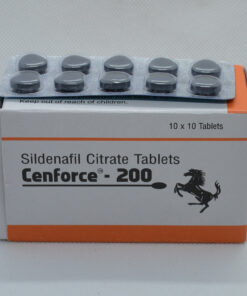 Keep out of reach of children.
10 x 10 Tablets
Sildenafil Citrate Tablets
Cenforce® - 200